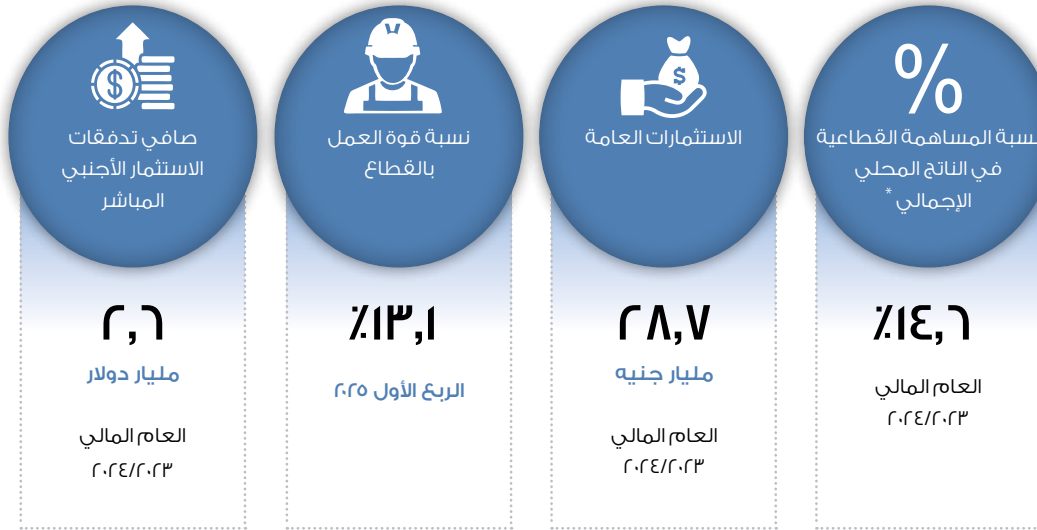 %
نسبة المساهمة القطاعية
في الناتج المحلي
الإجمالي *
٪١٤,٦
العام المالي
٢٠٢٤/٢٠٢٣
$
الاستثمارات العامة
٢٨,٧
مليار جنيه
العام المالي
٢٠٢٤/٢٠٢٣
نسبة قوة العمل
بالقطاع
٪١٣,١
الربع الأول ٢٠٢٥
$
صافي تدفقات
الاستثمار الأجنبي
المباشر
٢,٦
مليار دولار
العام المالي
٢٠٢٤/٢٠٢٣